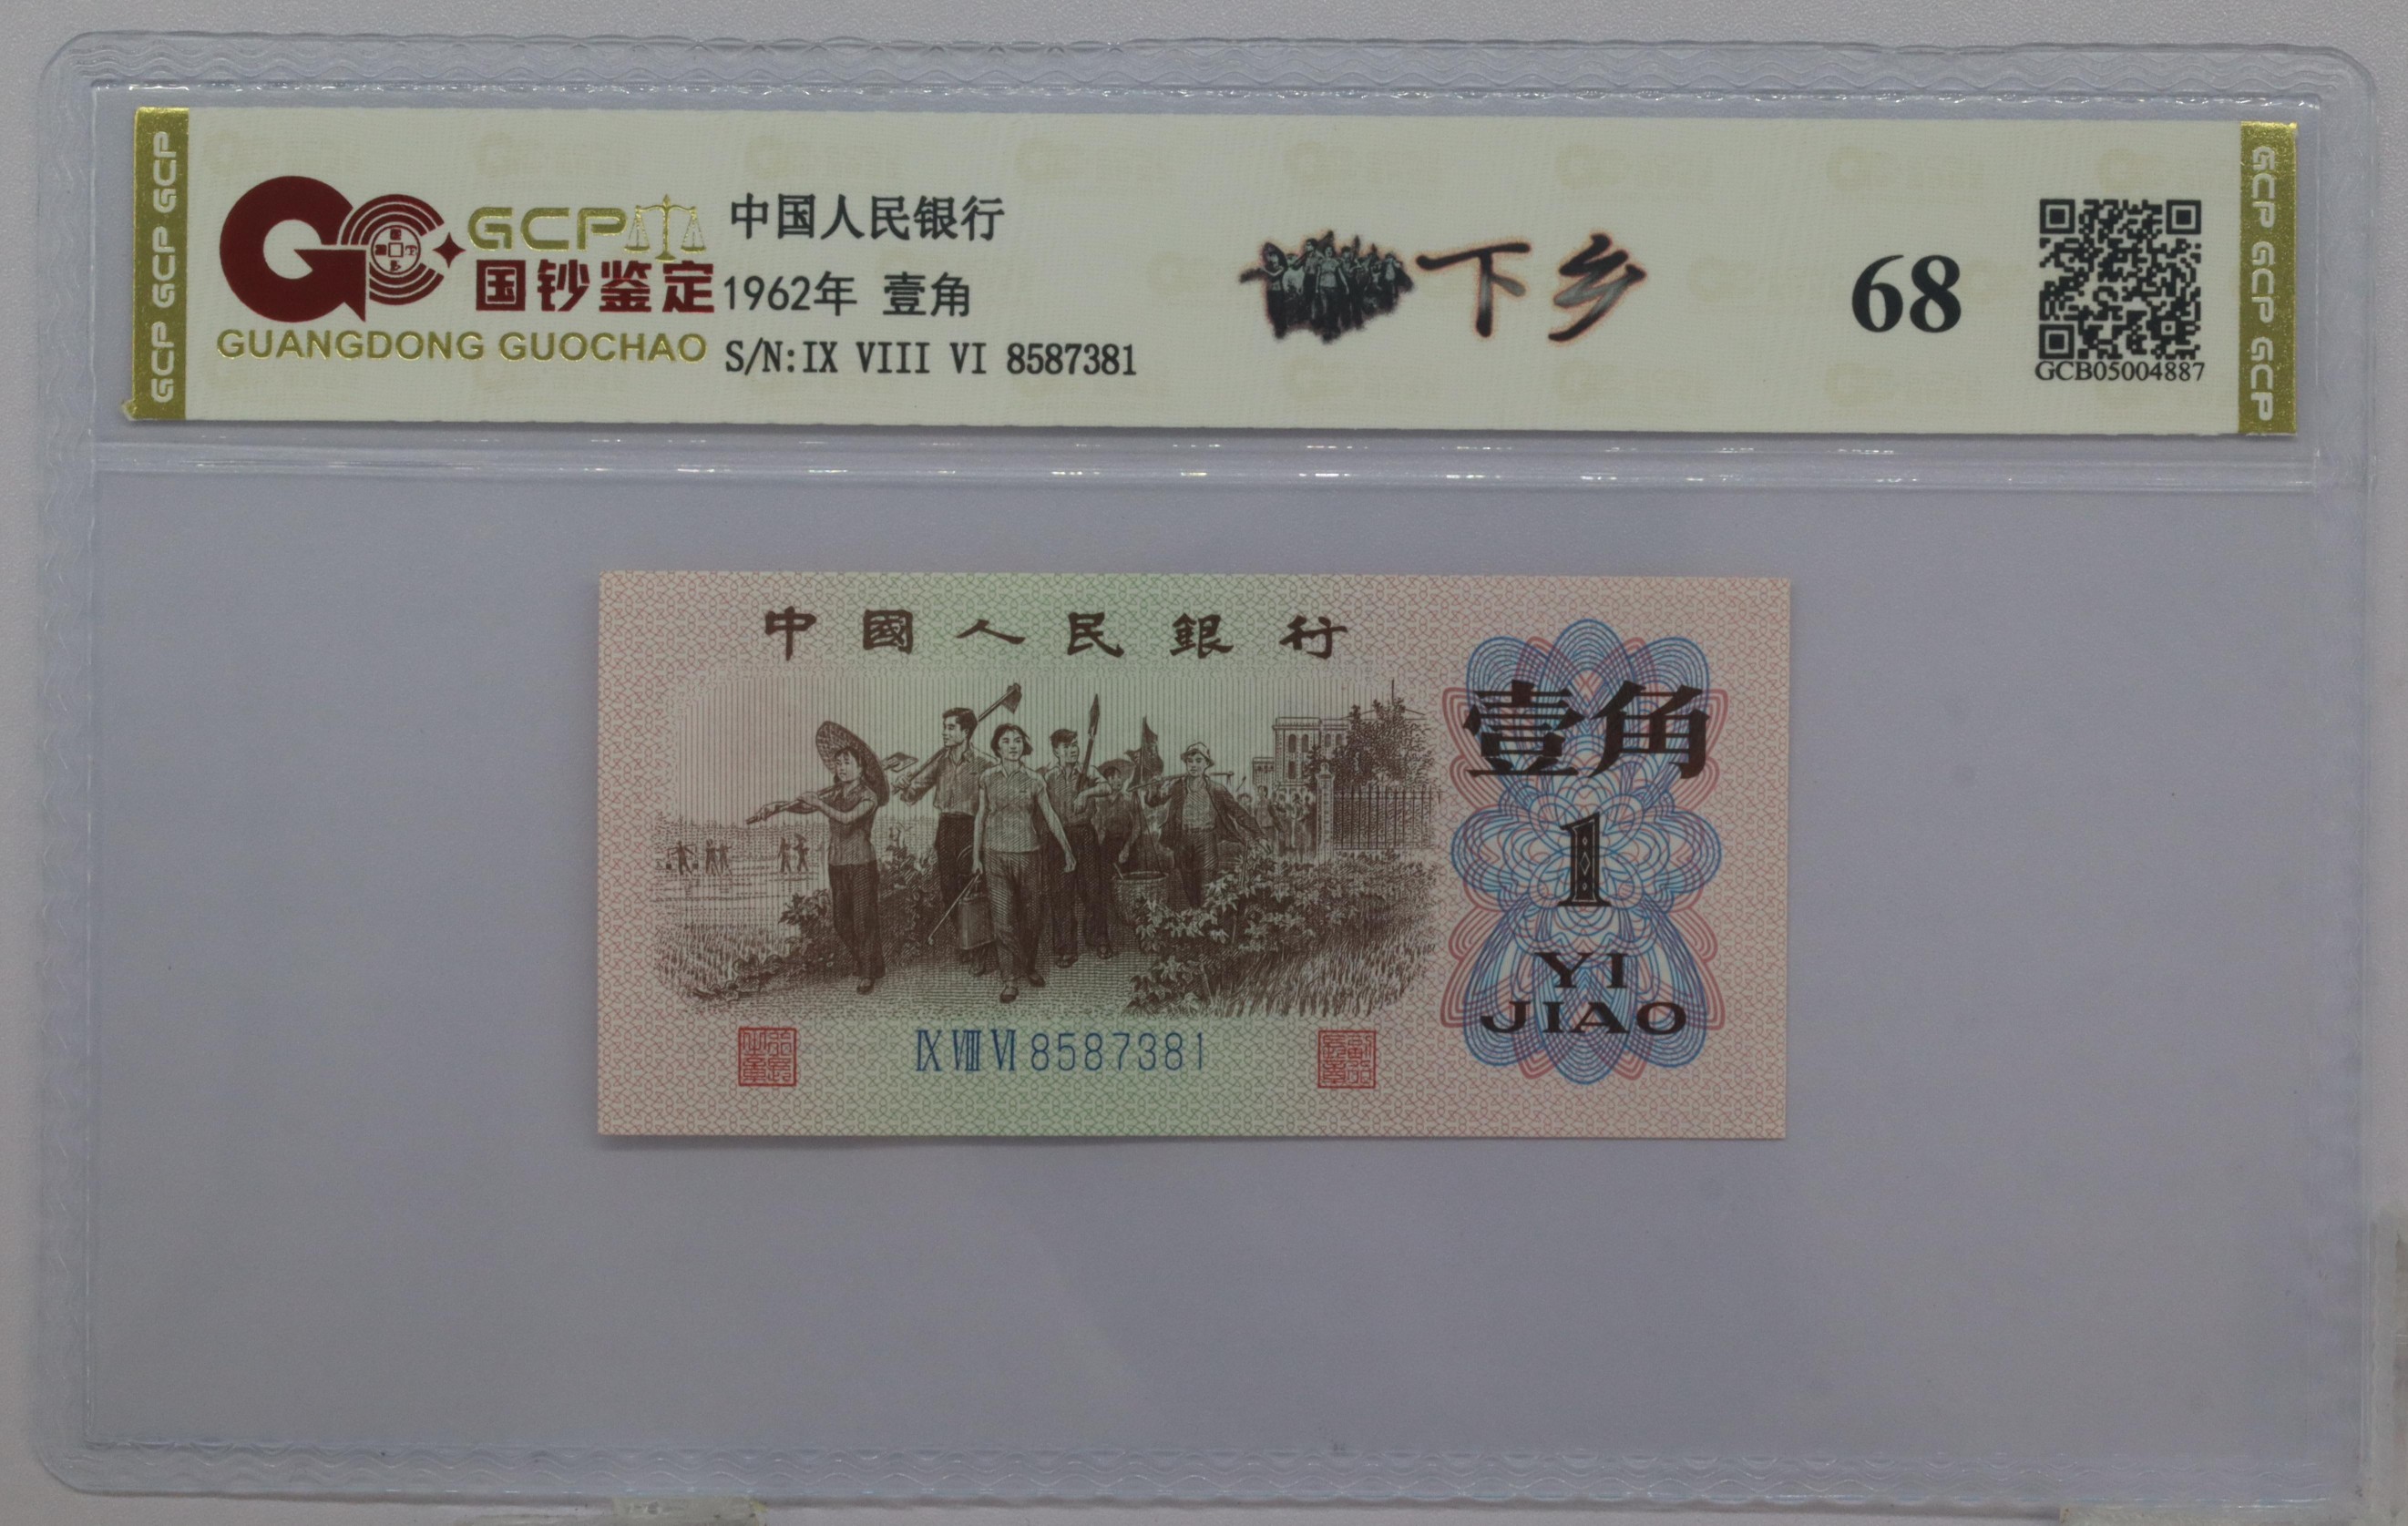 GCP GCP GCP
GCP
国钞鉴定
GUANGDONG GUOCHAO
中国人民银行
1962年 壹角
S/N:IX VIII VI 8587381
下乡
68
GCB05004887
GCP GCP GCP
中國人民銀行
壹角
1
YI
JIAO
IX VIII VI 8587381